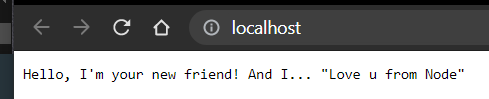 localhost
Hello, I'm your new friend! And I... "Love u from Node"